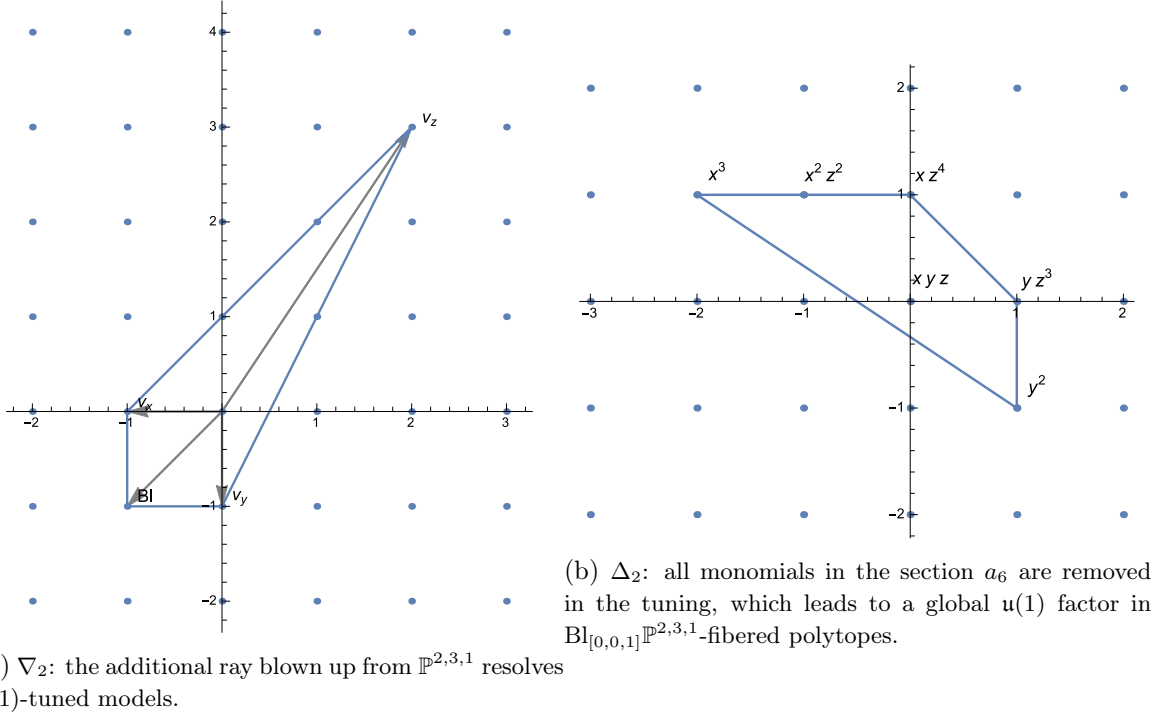 4
3
v_z
2
1
v_x
−2
−1
1
2
3
Bl
−1
v_y
−2
2
x^3
x^2 z^2
x z^4
1
x y z
y z^3
−3
−2
−1
1
2
y^2
−1
−2
(b) Δ_2: all monomials in the section a_6 are removed
in the tuning, which leads to a global 𝔲(1) factor in
Bl_{[0,0,1]}ℙ^{2,3,1}-fibered polytopes.
) ∇_2: the additional ray blown up from ℙ^{2,3,1} resolves
1)-tuned models.